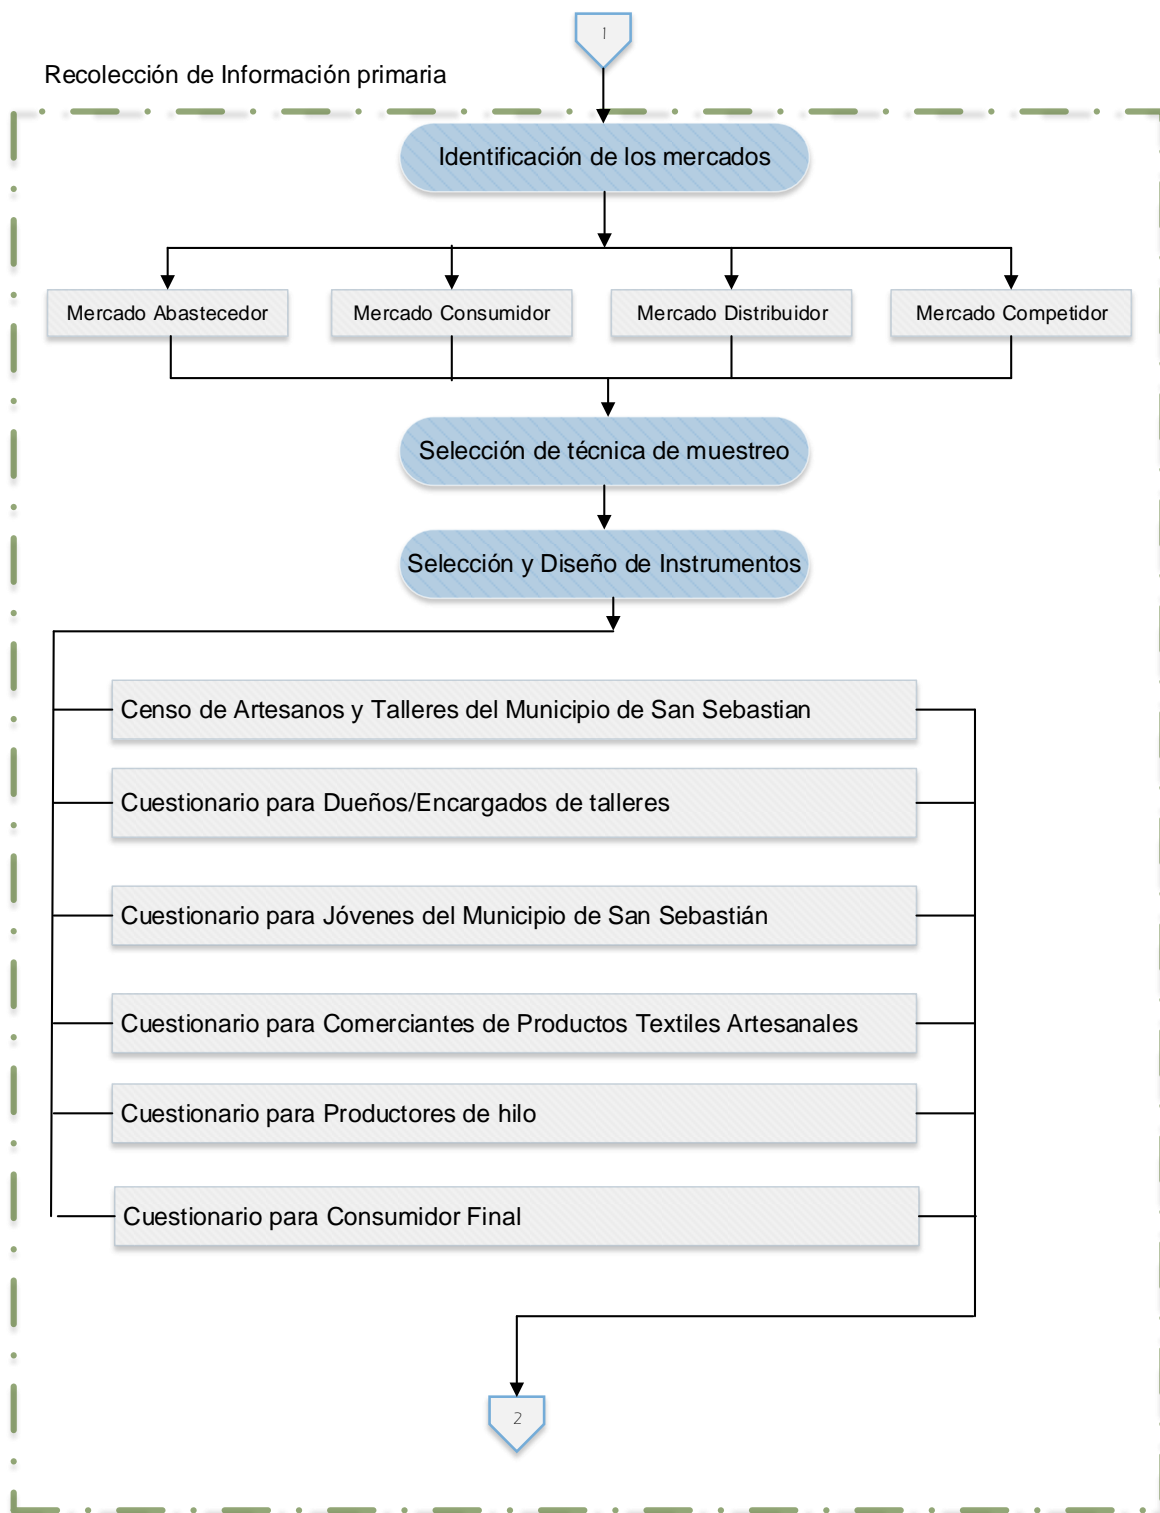 1
Recolección de Información primaria
Identificación de los mercados
Mercado Abastecedor
Mercado Consumidor
Mercado Distribuidor
Mercado Competidor
Selección de técnica de muestreo
Selección y Diseño de Instrumentos
Censo de Artesanos y Talleres del Municipio de San Sebastian
Cuestionario para Dueños/Encargados de talleres
Cuestionario para Jóvenes del Municipio de San Sebastián
Cuestionario para Comerciantes de Productos Textiles Artesanales
Cuestionario para Productores de hilo
Cuestionario para Consumidor Final
2